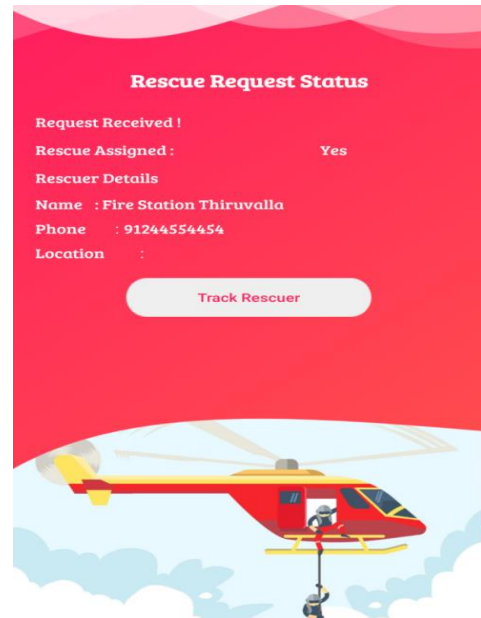 Rescue Request Status
Request Received !
Rescue Assigned : Yes
Rescuer Details
Name : Fire Station Thiruvalla
Phone : 91244554454
Location :
Track Rescuer